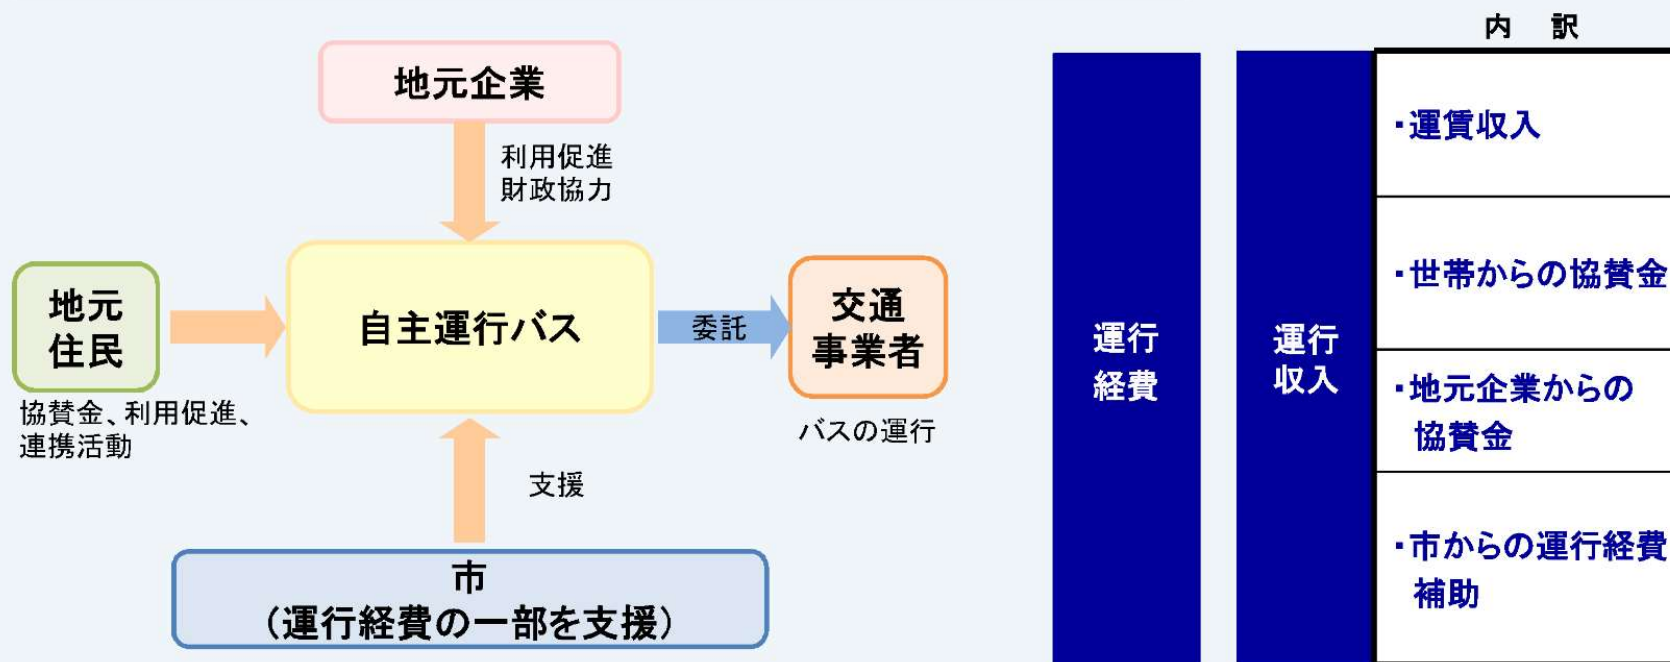 地元企業
利用促進
財政協力
地元
住民
協賛金、利用促進、
連携活動
自主運行バス
委託
交通
事業者
バスの運行
支援
市
（運行経費の一部を支援）
運行
経費
運行
収入
内　訳
・運賃収入
・世帯からの協賛金
・地元企業からの
協賛金
・市からの運行経費
補助